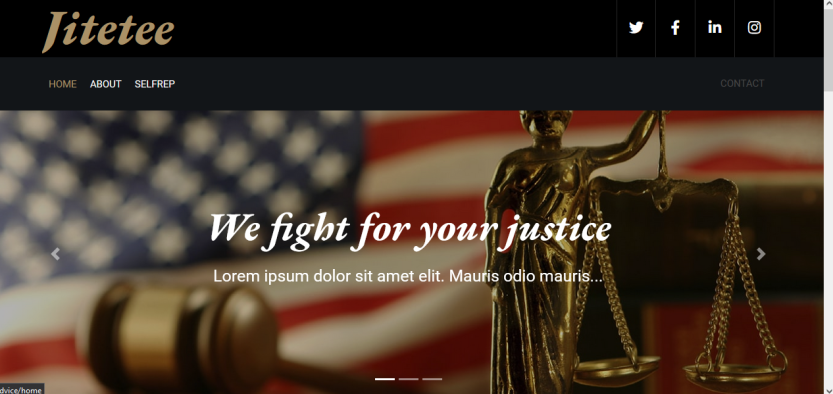 Jitetee
HOME ABOUT SELFREP CONTACT
We fight for your justice
Lorem ipsum dolor sit amet elit. Mauris odio mauris...
dvice/home